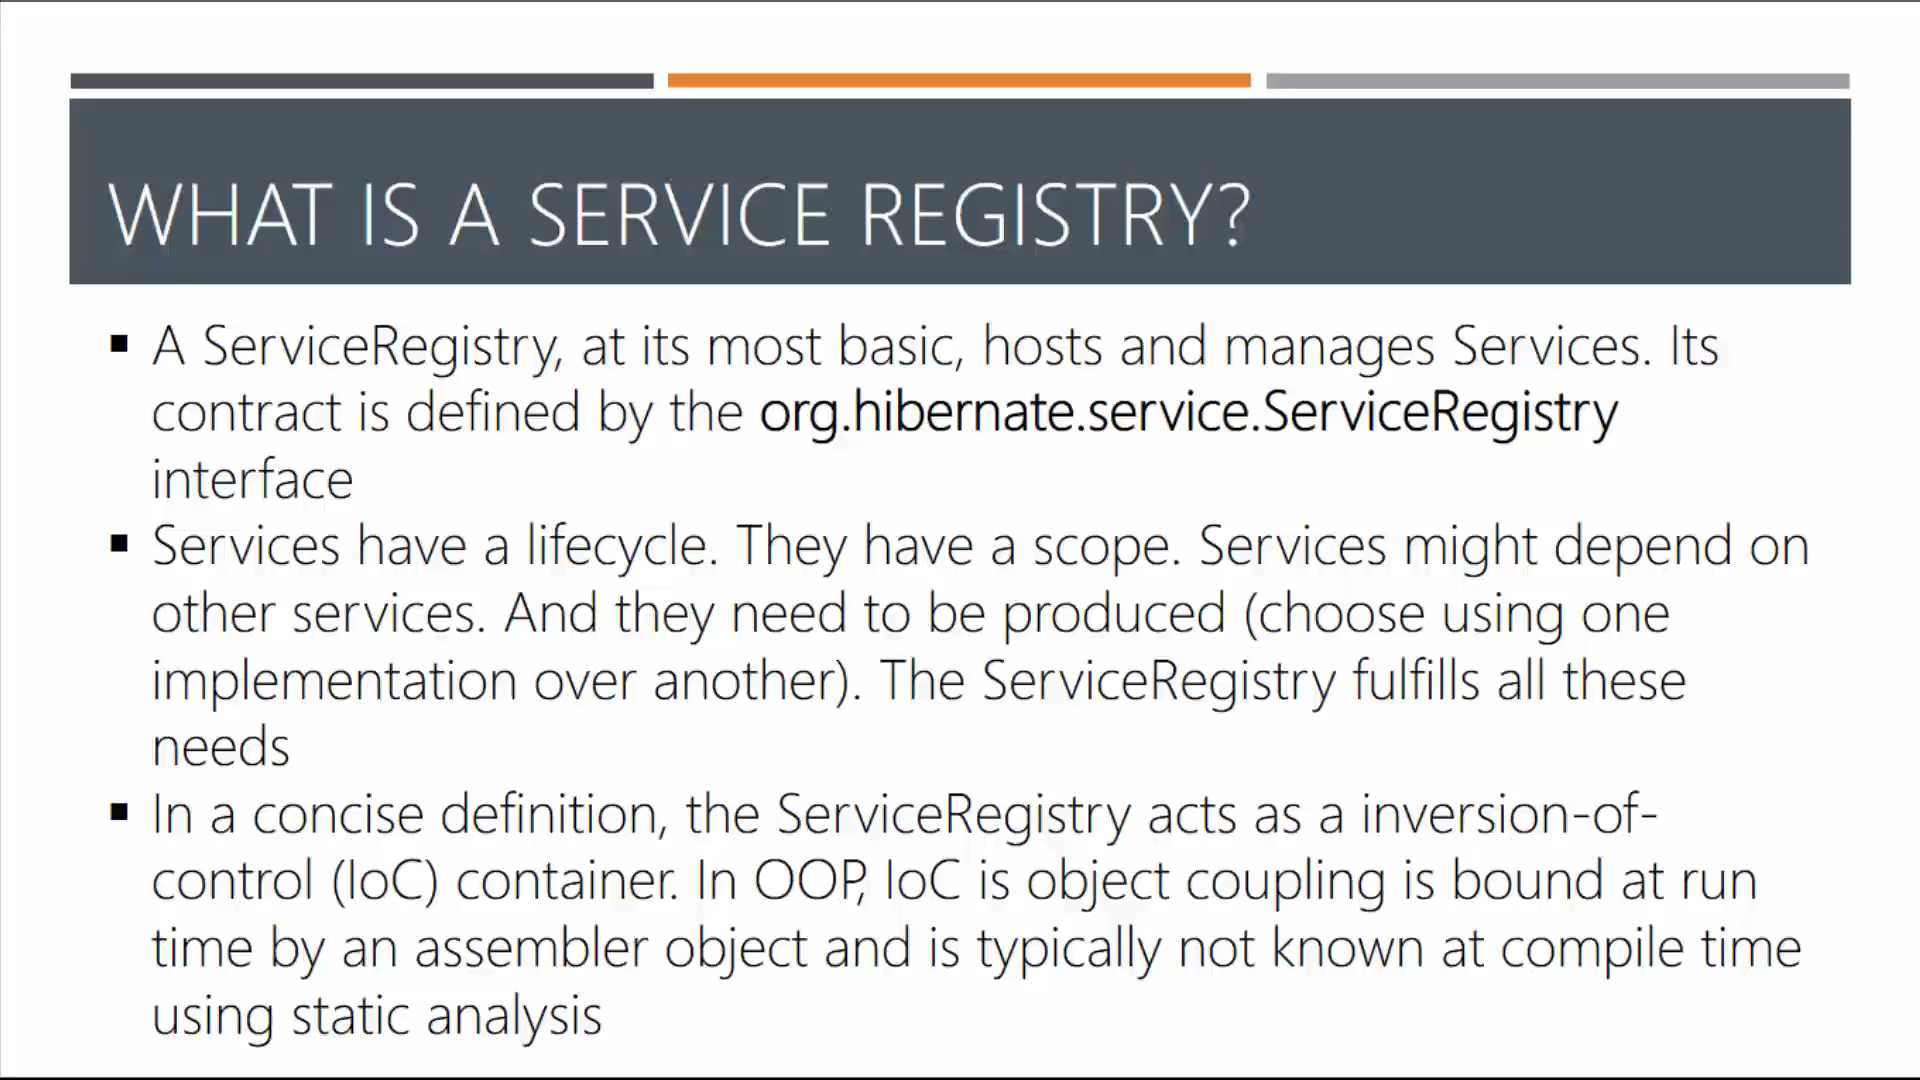 WHAT IS A SERVICE REGISTRY?
▪ A ServiceRegistry, at its most basic, hosts and manages Services. Its
contract is defined by the org.hibernate.service.ServiceRegistry
interface
▪ Services have a lifecycle. They have a scope. Services might depend on
other services. And they need to be produced (choose using one
implementation over another). The ServiceRegistry fulfills all these
needs
▪ In a concise definition, the ServiceRegistry acts as a inversion-of-
control (IoC) container. In OOP, IoC is object coupling is bound at run
time by an assembler object and is typically not known at compile time
using static analysis